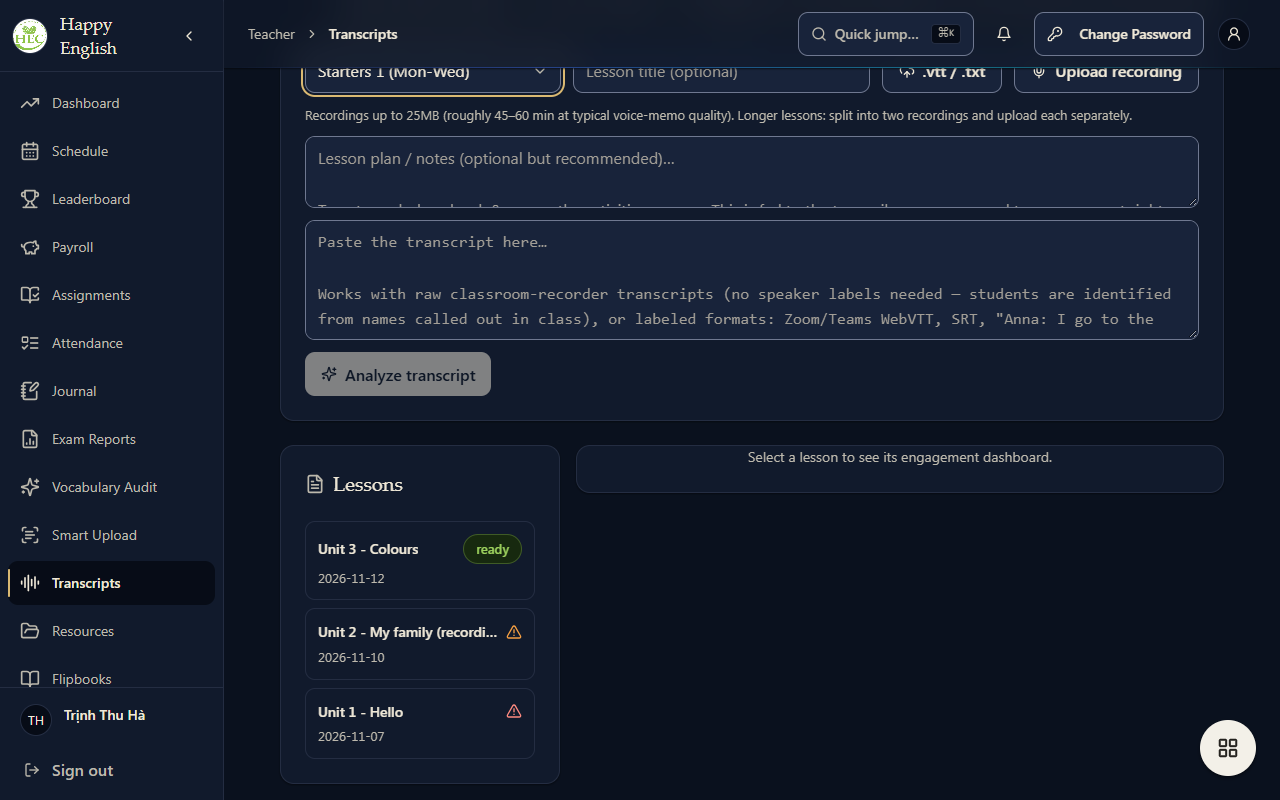 HEC
Happy
English
Teacher
Transcripts
Quick jump...
⌘K
Change Password
Dashboard
Schedule
Leaderboard
Payroll
Assignments
Attendance
Journal
Exam Reports
Vocabulary Audit
Smart Upload
Transcripts
Resources
Flipbooks
TH
Trịnh Thu Hà
Sign out
Starters 1 (Mon-Wed)
Lesson title (optional)
.vtt / .txt
Upload recording
Recordings up to 25MB (roughly 45–60 min at typical voice-memo quality). Longer lessons: split into two recordings and upload each separately.
Lesson plan / notes (optional but recommended)...
Paste the transcript here…
Works with raw classroom-recorder transcripts (no speaker labels needed — students are identified
from names called out in class), or labeled formats: Zoom/Teams WebVTT, SRT, "Anna: I go to the
Analyze transcript
Lessons
Unit 3 - Colours
ready
2026-11-12
Unit 2 - My family (recordi...
2026-11-10
Unit 1 - Hello
2026-11-07
Select a lesson to see its engagement dashboard.